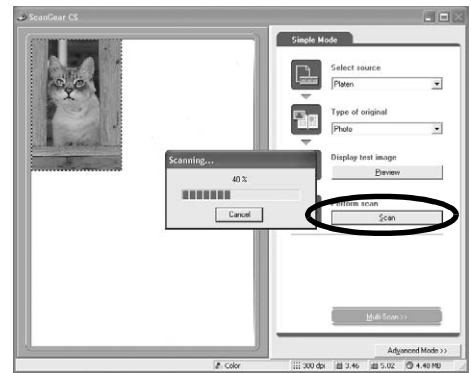 ScanGear CS
Simple Mode
Select source
Platen
Type of original
Photo
Display test image
Preview
Scanning...
40 %
Cancel
Perform scan
Scan
Multi-Scan >>
Advanced Mode >>
Color
300 dpi
3.46
5.02
4.48 MB